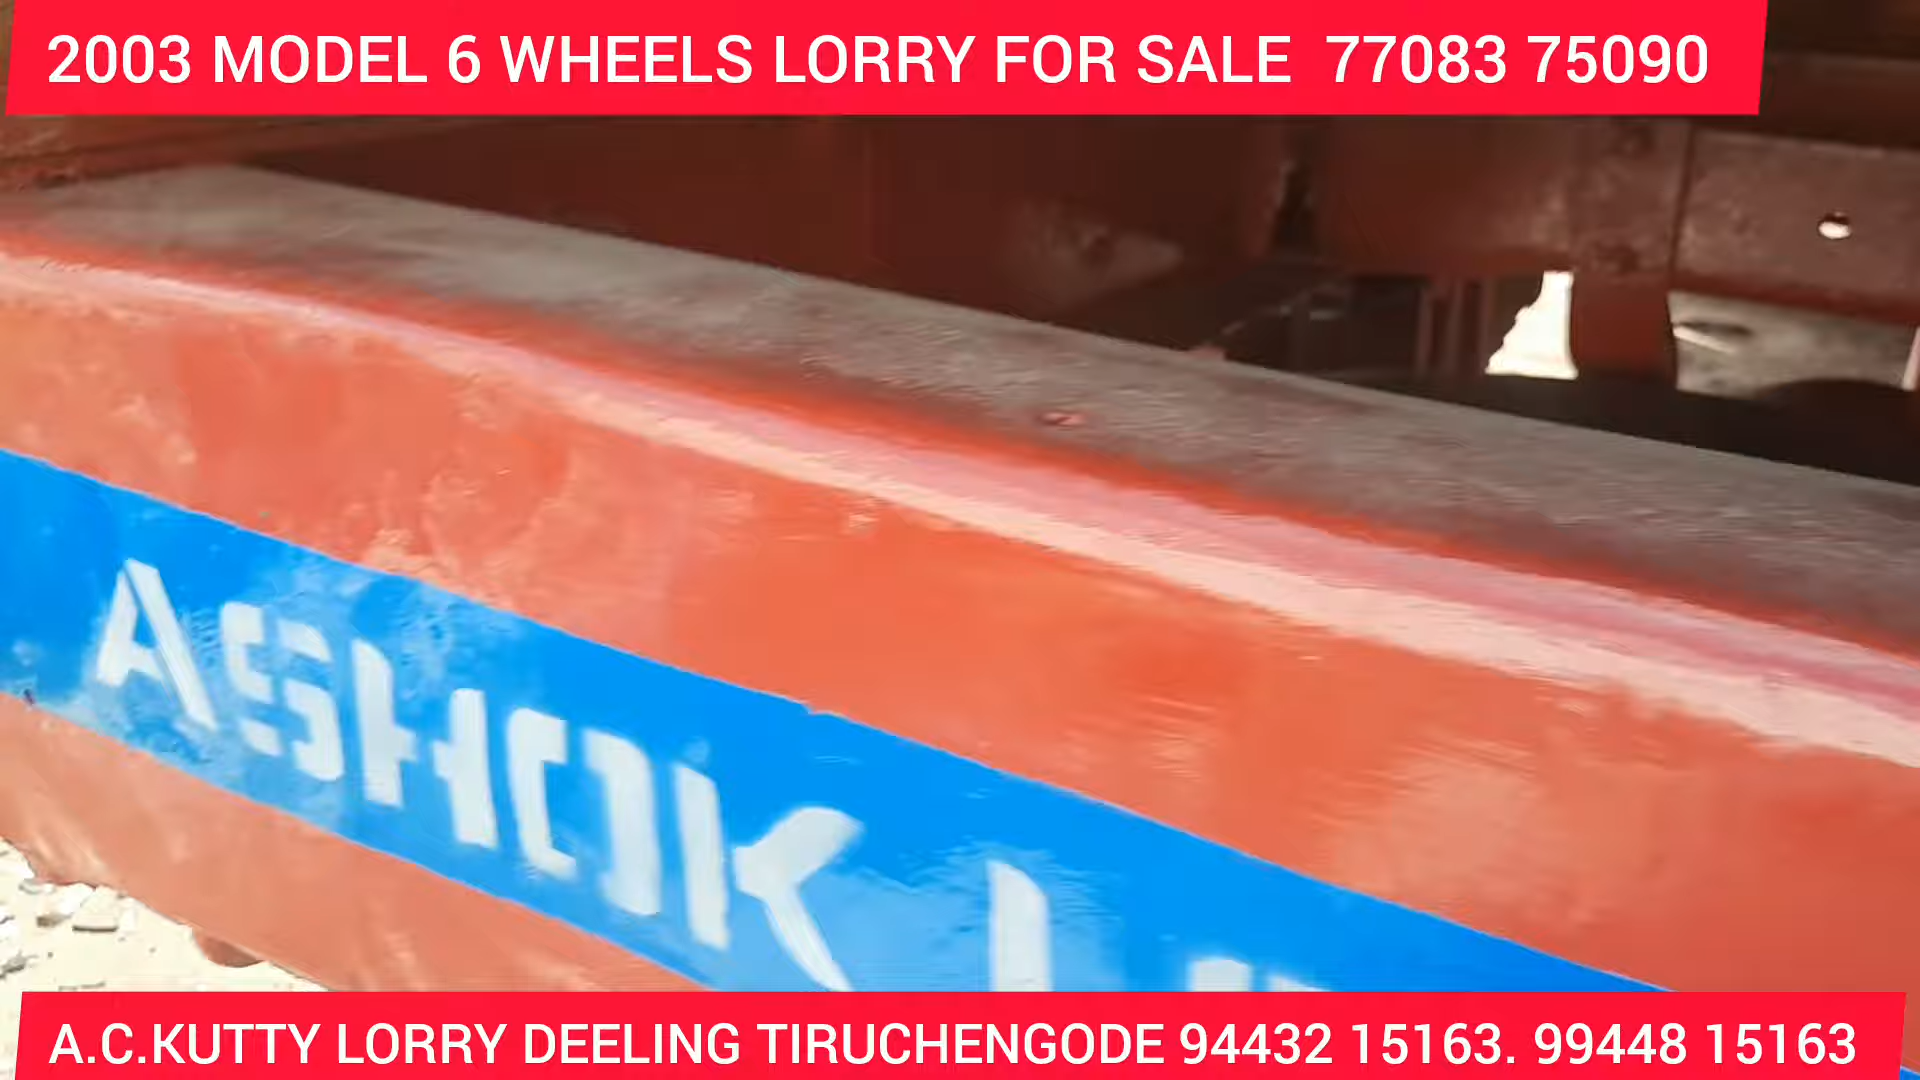 2003 MODEL 6 WHEELS LORRY FOR SALE 77083 75090
ASHOK
A.C.KUTTY LORRY DEELING TIRUCHENGODE 94432 15163. 99448 15163